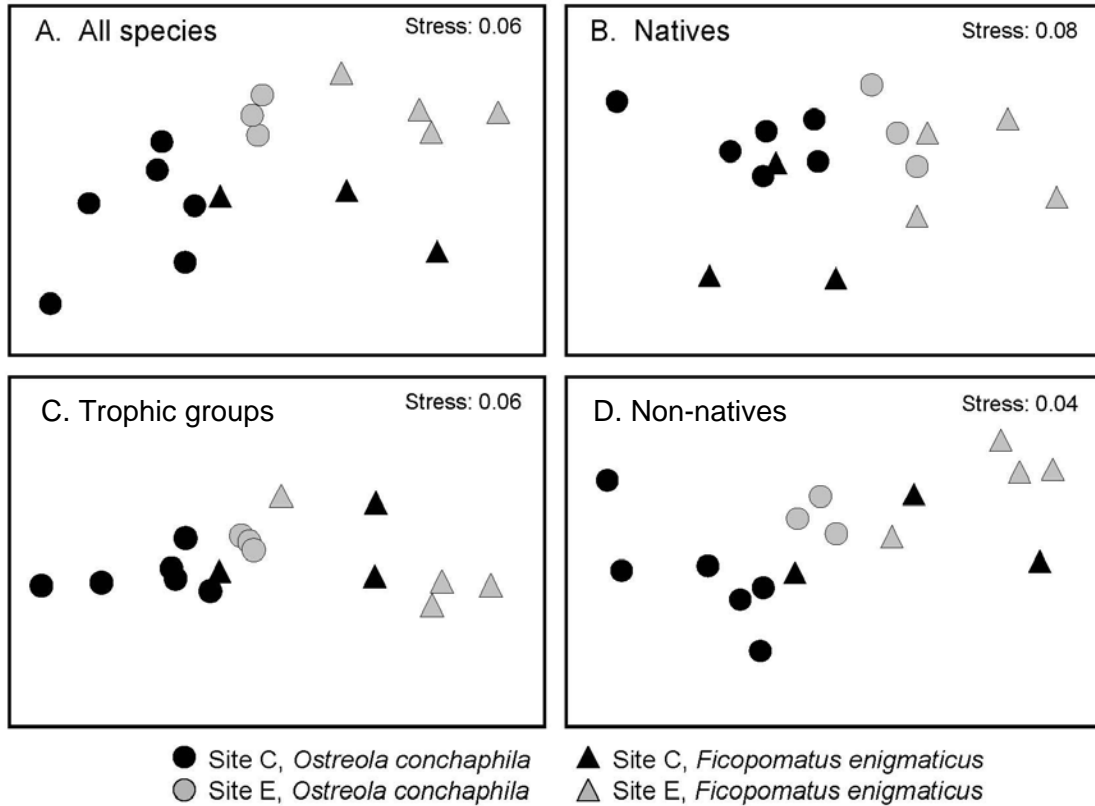 A. All species
Stress: 0.06
B. Natives
Stress: 0.08
C. Trophic groups
Stress: 0.06
D. Non-natives
Stress: 0.04
Site C, Ostreola conchaphila
Site C, Ficopomatus enigmaticus
Site E, Ostreola conchaphila
Site E, Ficopomatus enigmaticus